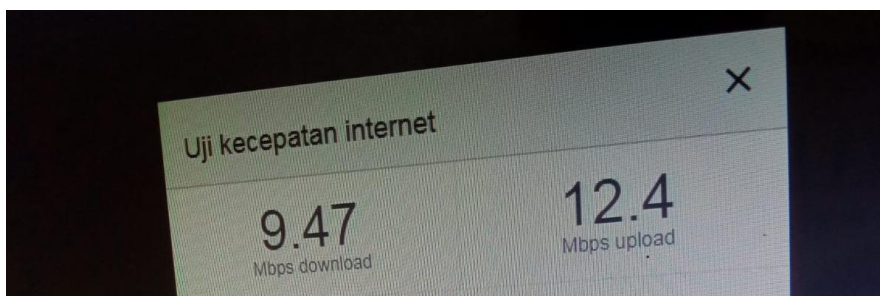 Uji kecepatan internet
×
9.47
12.4
Mbps download
Mbps upload